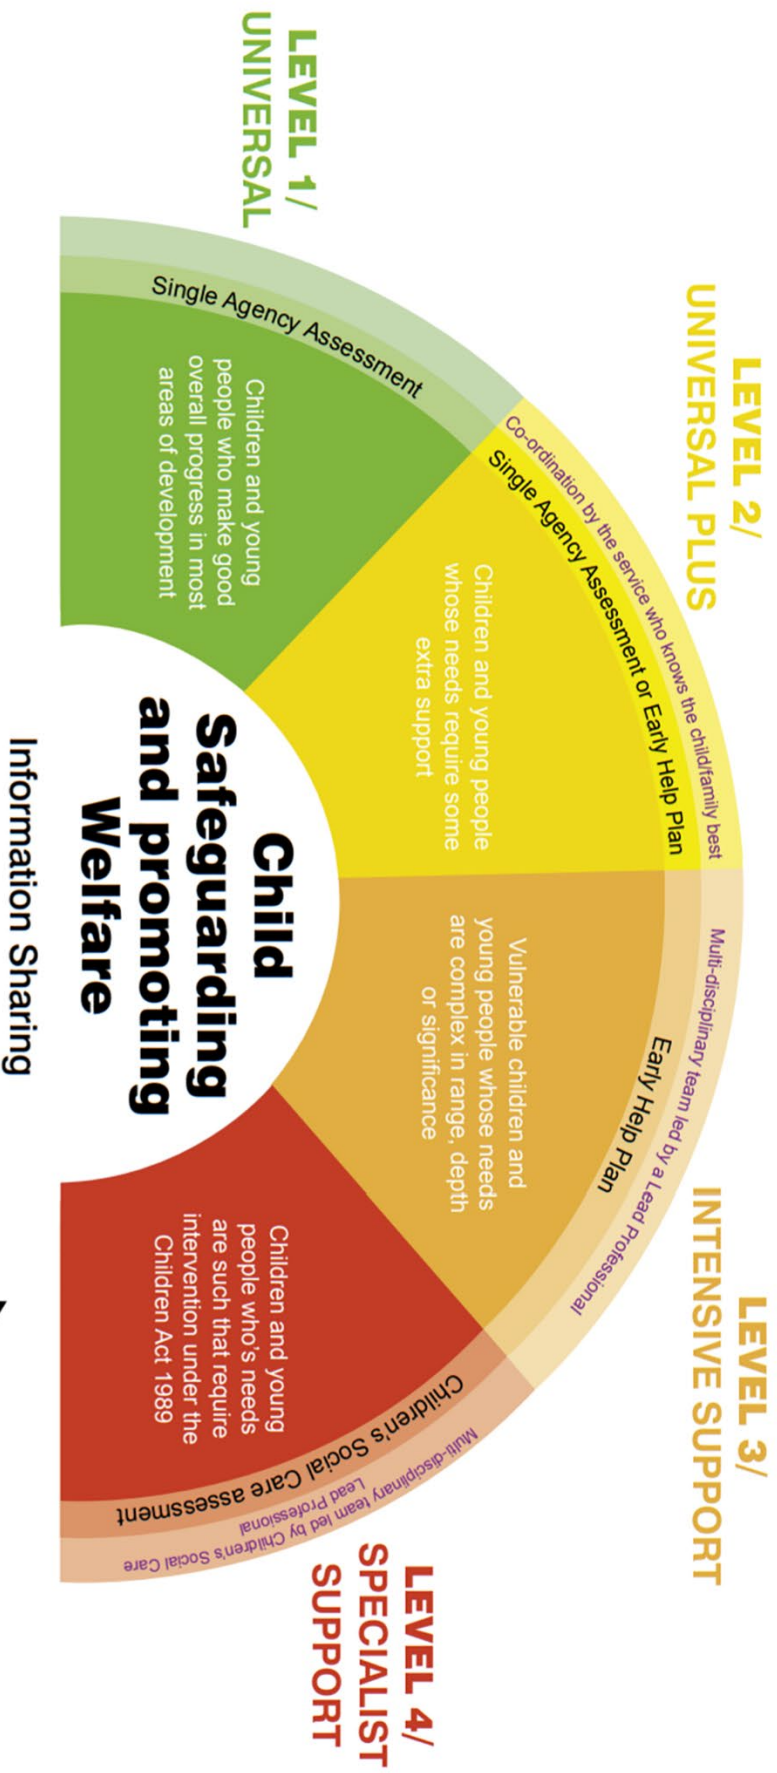 LEVEL 1/
UNIVERSAL
Single Agency Assessment
Children and young
people who make good
overall progress in most
areas of development
LEVEL 2/
UNIVERSAL PLUS
Co-ordination by the service who knows the child/family best
Single Agency Assessment or Early Help Plan
Children and young people
whose needs require some
extra support
LEVEL 3/
INTENSIVE SUPPORT
Multi-disciplinary team led by a Lead Professional
Early Help Plan
Vulnerable children and
young people whose needs
are complex in range, depth
or significance
LEVEL 4/
SPECIALIST
SUPPORT
Multi-disciplinary team led by Children's Social Care
Lead Professional
Children's Social Care assessment
Children and young
people who's needs
are such that require
intervention under the
Children Act 1989
Child
Safeguarding
and promoting
Welfare
Information Sharing